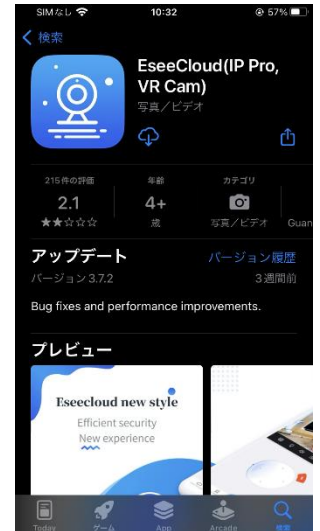 SIMなし 10:32 57%
検索
EseeCloud(IP Pro,
VR Cam)
写真/ビデオ
215件の評価 年齢 カテゴリ
2.1 4+
★★☆☆☆ 歳 写真/ビデオ Guan
アップデート バージョン履歴
バージョン 3.7.2 3週間前
Bug fixes and performance improvements.
プレビュー
Eseecloud new style
Efficient security
New experience
Today ゲーム App Arcade 検索